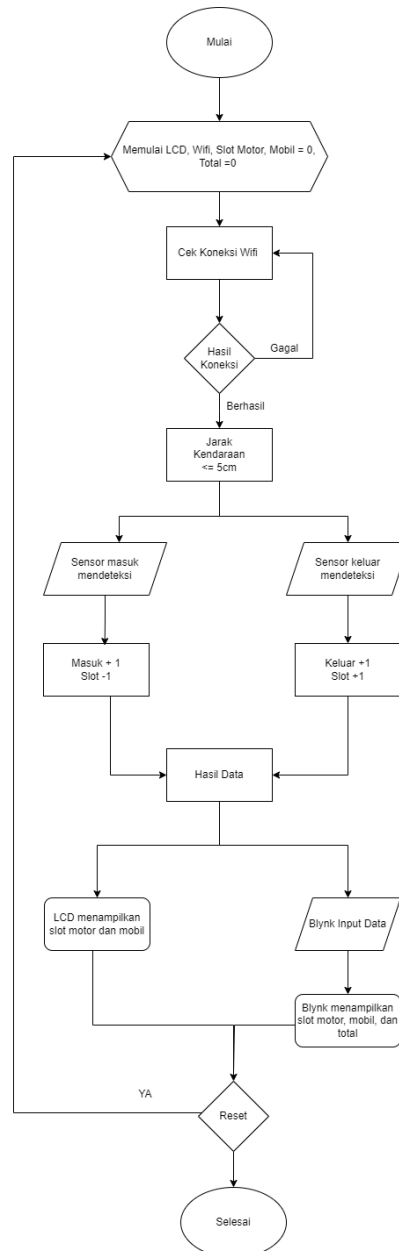 Mulai
Memulai LCD, Wifi, Slot Motor, Mobil = 0,
Total =0
Cek Koneksi Wifi
Hasil
Koneksi
Gagal
Berhasil
Jarak
Kendaraan
<= 5cm
Sensor masuk
mendeteksi
Sensor keluar
mendeteksi
Masuk + 1
Slot -1
Keluar +1
Slot +1
Hasil Data
LCD menampilkan
slot motor dan mobil
Blynk Input Data
Blynk menampilkan
slot motor, mobil, dan
total
YA
Reset
Selesai